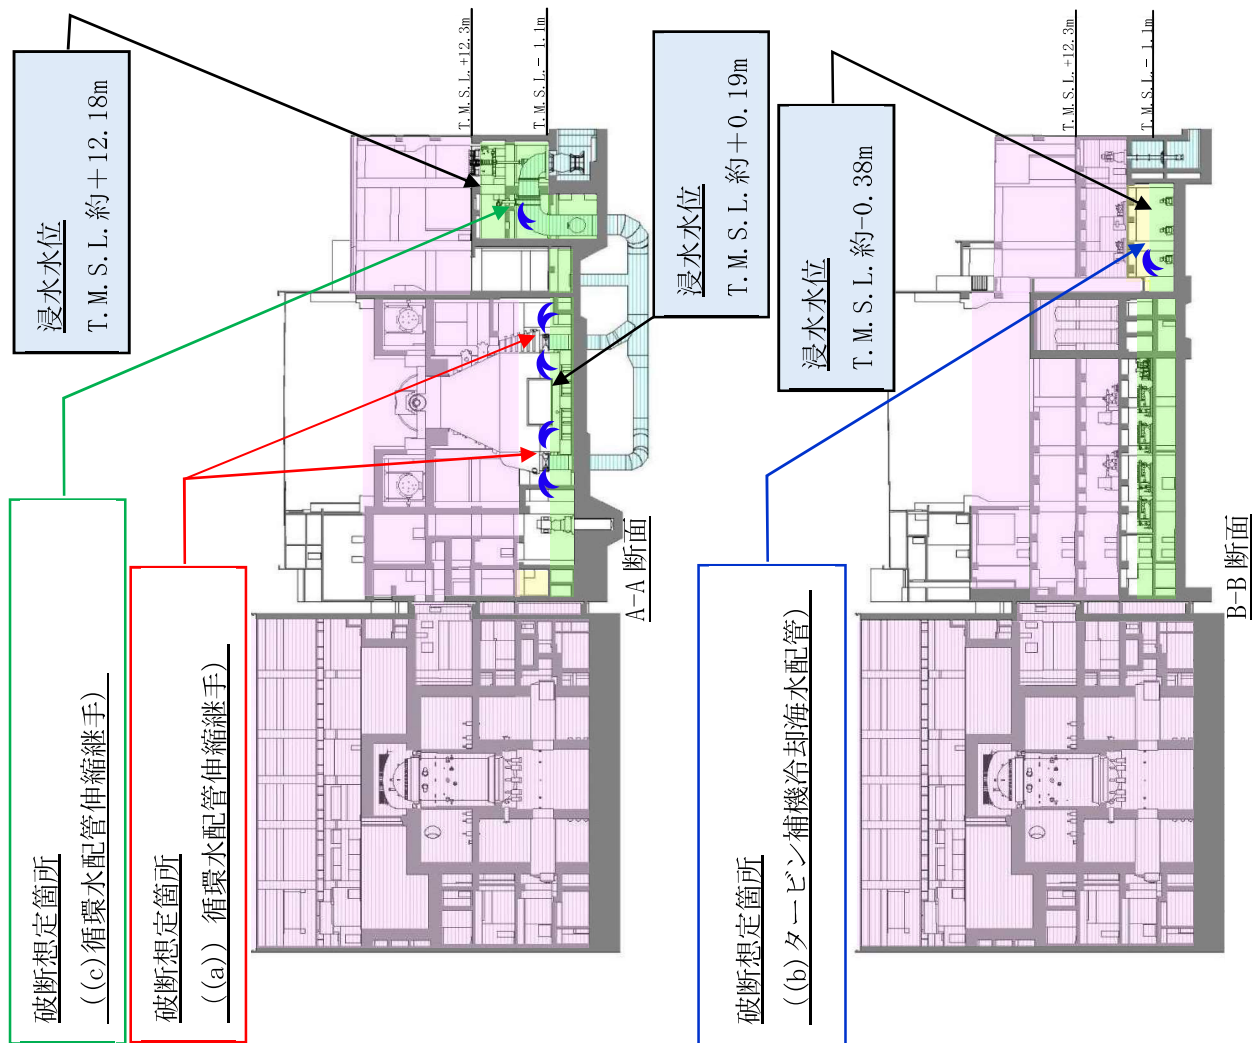 破断想定箇所
((c)循環水配管伸縮継手)
破断想定箇所
((a)) 循環水配管伸縮継手)
浸水水位
T.M.S.L.約＋12.18m
T.M.S.L.+12.3m
T.M.S.L.-1.1m
浸水水位
T.M.S.L.約＋0.19m
A-A 断面
破断想定箇所
((b)タービン補機冷却海水配管)
浸水水位
T.M.S.L.約-0.38m
T.M.S.L.+12.3m
T.M.S.L.-1.1m
B-B 断面